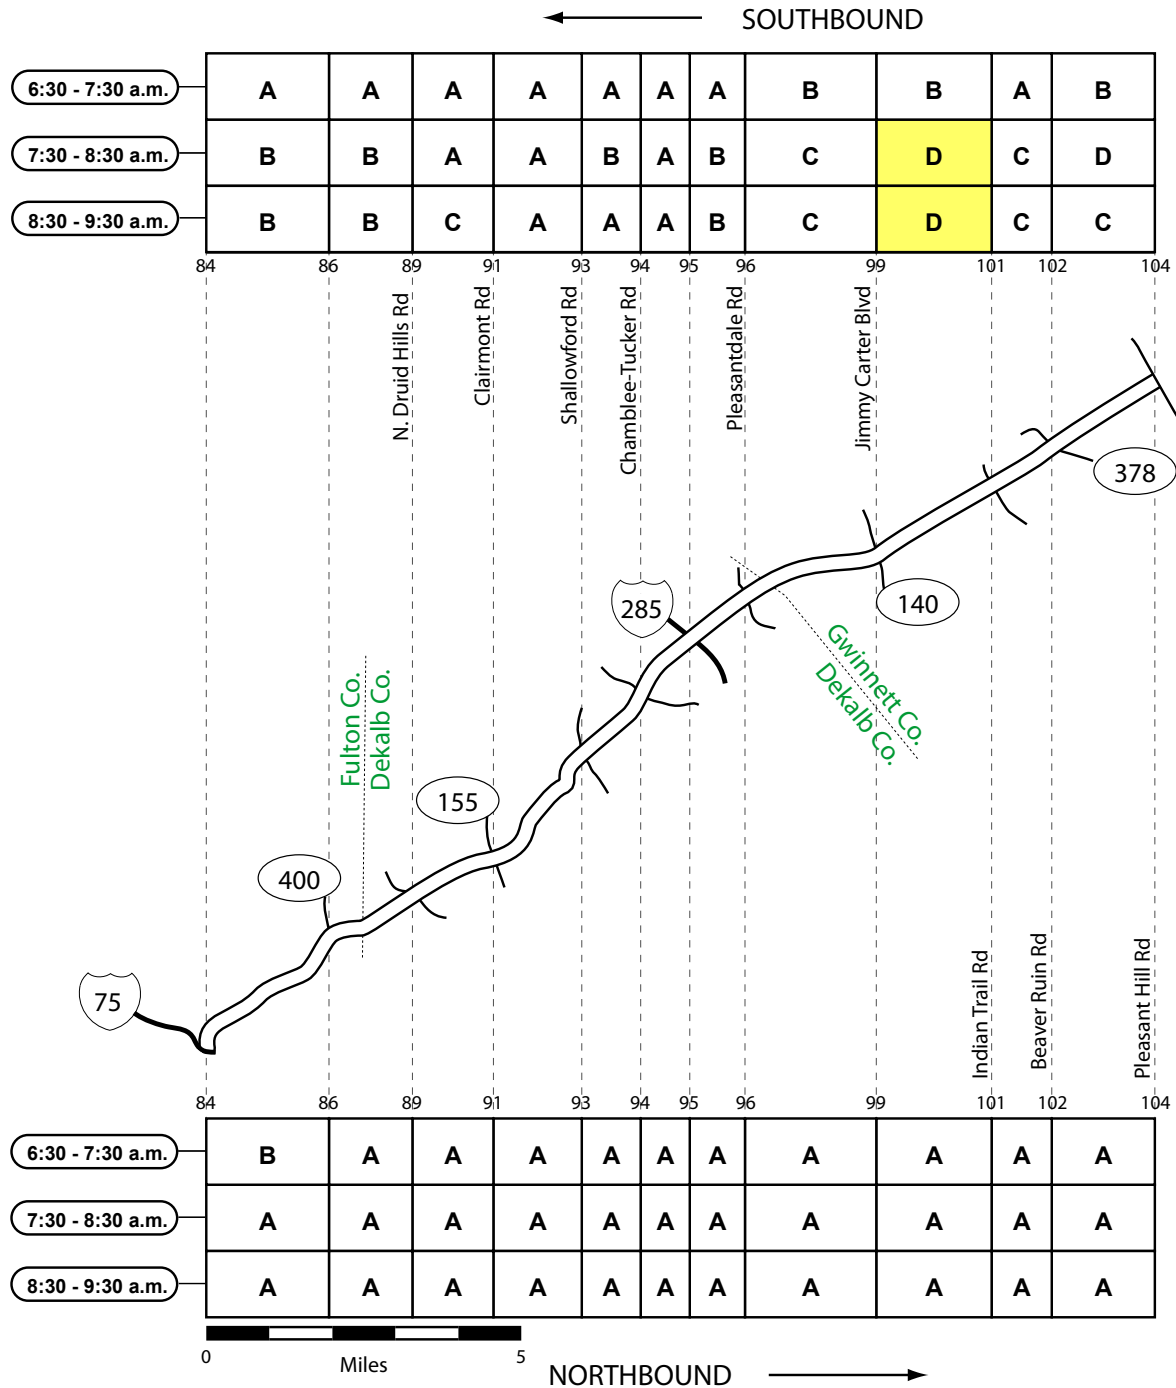 SOUTHBOUND
6:30 - 7:30 a.m. A A A A A A A B B A B
7:30 - 8:30 a.m. B B A A B A B C D C D
8:30 - 9:30 a.m. B B C A A A B C D C C
84 86 89 91 93 94 95 96 99 101 102 104
N. Druid Hills Rd
Clairmont Rd
Shallowford Rd
Chamblee-Tucker Rd
Pleasantdale Rd
Jimmy Carter Blvd
378
285
140
Gwinnett Co.
Dekalb Co.
Fulton Co.
Dekalb Co.
155
400
75
Indian Trail Rd
Beaver Ruin Rd
Pleasant Hill Rd
84 86 89 91 93 94 95 96 99 101 102 104
6:30 - 7:30 a.m. B A A A A A A A A A A
7:30 - 8:30 a.m. A A A A A A A A A A A
8:30 - 9:30 a.m. A A A A A A A A A A A
0 Miles 5
NORTHBOUND